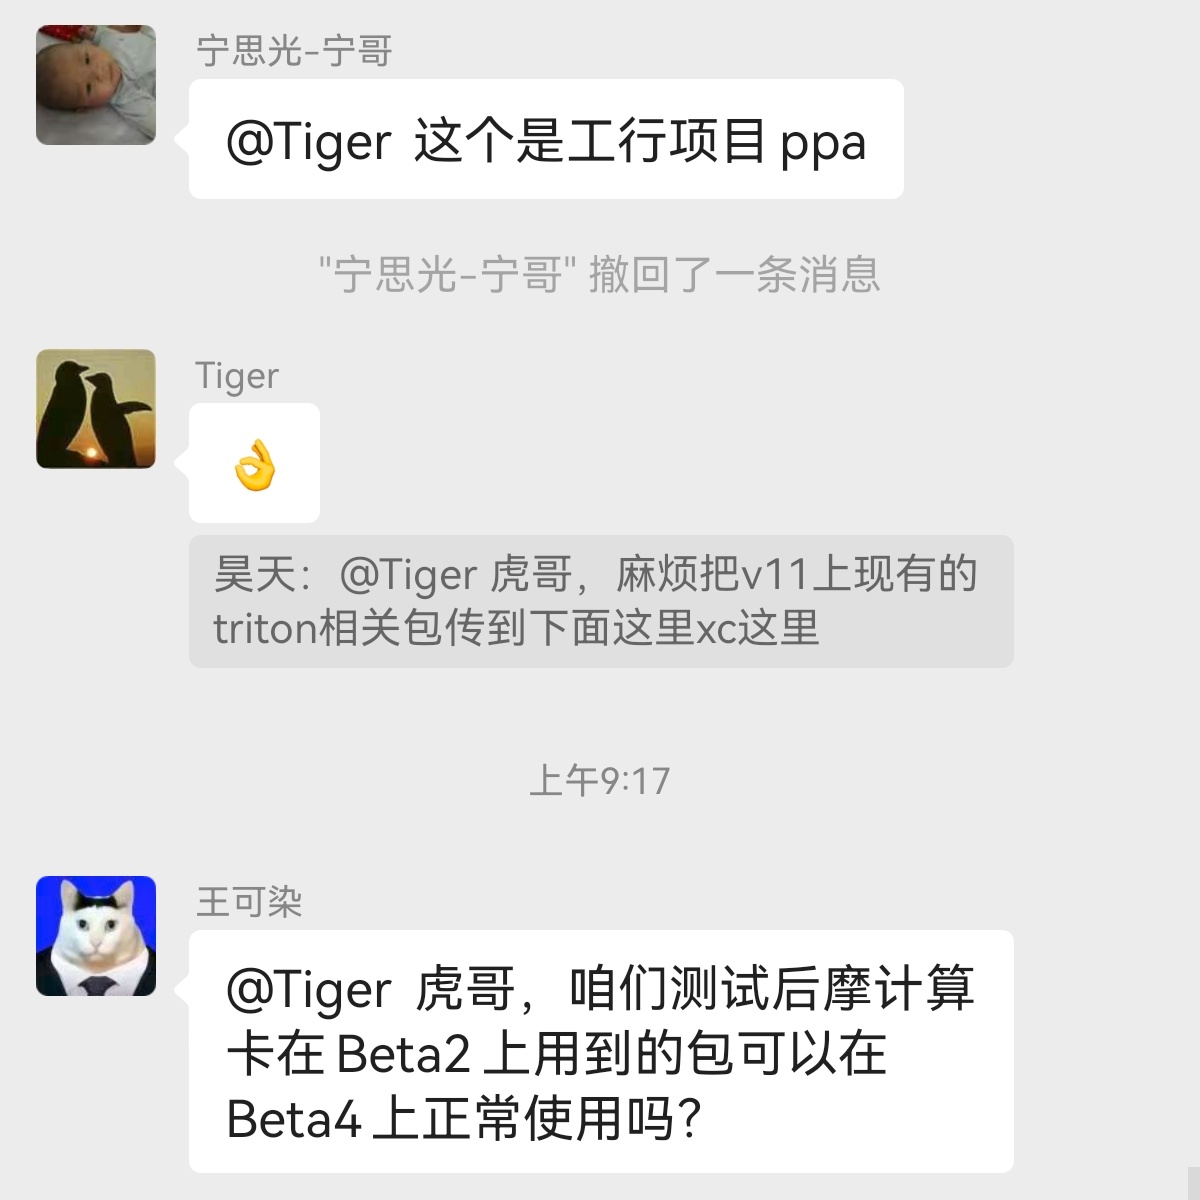 宁思光-宁哥
@Tiger 这个是工行项目 ppa
"宁思光-宁哥" 撤回了一条消息
Tiger
👌
昊天：@Tiger 虎哥，麻烦把v11上现有的
triton相关包传到下面这里xc这里
上午9:17
王可染
@Tiger 虎哥，咱们测试后摩计算
卡在 Beta2 上用到的包可以在
Beta4 上正常使用吗？